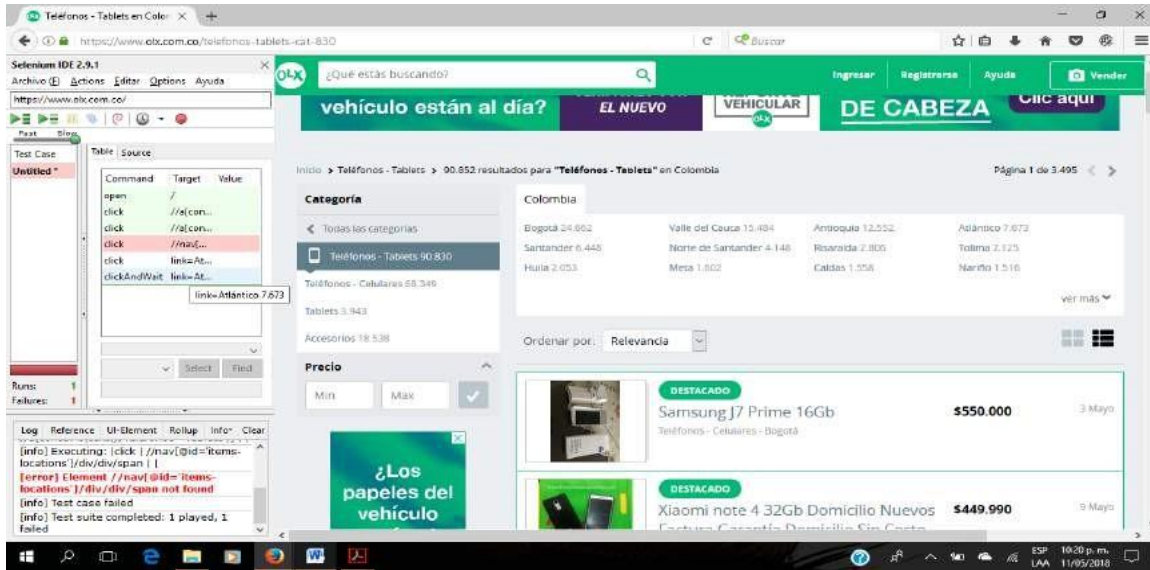 Teléfonos - Tablets en Color
https://www.olx.com.co/telefonos-tablets-cat-830
Buscar
Selenium IDE 2.9.1
Archivo (F) Actions Editar Options Ayuda
https://www.olx.com.co/
Fast Slow
Test Case
Untitled *
Table Source
Command Target Value
open /
click //a[con...
click //a[con...
click //nav[...
click link=At...
clickAndWait link=At...
link=Atlántico 7.673
Select Find
Runs: 1
Failures: 1
Log Reference UI-Element Rollup Info Clear
[info] Executing: |click | //nav[@id='items-
locations']/div/div/span | |
[error] Element //nav[@id='items-
locations']/div/div/span not found
[info] Test case failed
[info] Test suite completed: 1 played, 1
failed
OLX
¿Qué estás buscando?
Ingresar Registrarse Ayuda Vender
vehículo están al día?
EL NUEVO
VEHICULAR
OLX
DE CABEZA
Clic aquí
Inicio > Teléfonos - Tablets > 90.852 resultados para "Teléfonos - Tablets" en Colombia
Página 1 de 3.495
Categoría
Todas las categorías
Teléfonos - Tablets 90.830
Teléfonos - Celulares 68.349
Tablets 3.943
Accesorios 18.538
Precio
Min Max
¿Los
papeles del
vehículo
Colombia
Bogotá 24.662 Valle del Cauca 15.484 Antioquia 12.552 Atlántico 7.673
Santander 6.448 Norte de Santander 4.148 Risaralda 2.806 Tolima 2.125
Huila 2.053 Meta 1.602 Caldas 1.558 Nariño 1.516
ver más
Ordenar por: Relevancia
DESTACADO
Samsung J7 Prime 16Gb $550.000 3 Mayo
Teléfonos - Celulares - Bogotá
DESTACADO
Xiaomi note 4 32Gb Domicilio Nuevos $449.990 9 Mayo
Factura Garantía Domicilio Sin Costo
ESP 10:20 p. m.
LAA 11/05/2018